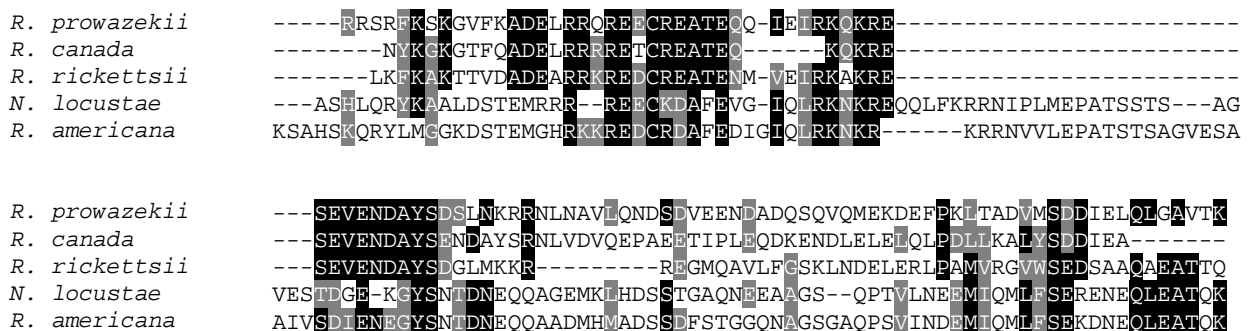 R. prowazekii -----RRSRFKSKGVFKADELRRQREECREATEQQ-IEIRKQKRE-------------------------
R. canada --------NYKGKGTFQADELRRRRETCREATEQ------KQKRE-------------------------
R. rickettsii -------LKFKAKTTVDADEARRKREDCREATENM-VEIRKAKRE-------------------------
N. locustae ---ASHLQRYKAALDSTEMRRR--REECKDAFEVG-IQLRKNKREQQLFKRRNIPLMEPATSSTS---AG
R. americana KSAHSKQRYLMGGKDSTEMGHRKKREDCRDAFEDIGIQLRKNKR------KRRNVVLEPATSTSAGVESA
R. prowazekii ---SEVENDAYSDSLNKRRNLNAVLQNDSDVEENDADQSQVQMEKDEFPKLTADVMSDDIELQLGAVTK
R. canada ---SEVENDAYSENDAYSRNLVDVQEPAEETIPLEQDKENDLELELQLPDLLKALYSDDIEA-------
R. rickettsii ---SEVENDAYSDGLMKKR---------REGMQAVLFGSKLNDELERLPAMVRGVWSEDSAAQAEATTQ
N. locustae VESTDGE-KGYSNTDNEQQAGEMKLHDSSTGAQNEEAAGS--QPTVLNEEMIQMLFSERENEQLEATQK
R. americana AIVSDIENEGYSNTDNEQQAADMHMADSSDFSTGGQNAGSGAQPSVINDEMIQMLFSEKDNEQLEATQK